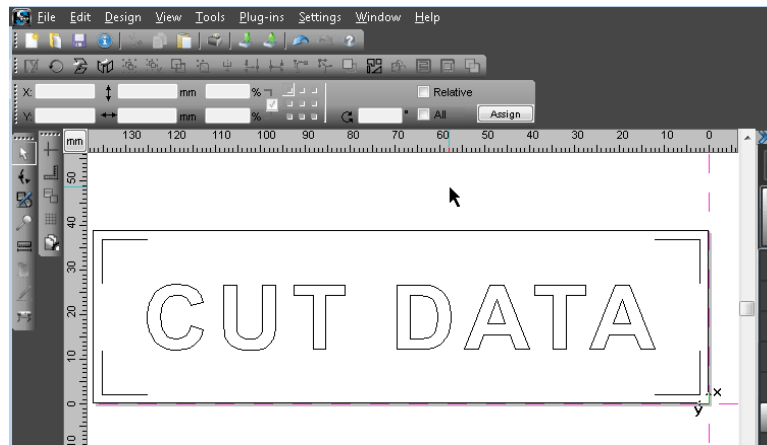 File Edit Design View Tools Plug-ins Settings Window Help
X: mm % Relative
Y: mm % ° All Assign
mm 130 120 110 100 90 80 70 60 50 40 30 20 10 0
50
40
30
20
10
0
10
CUT DATA
x
y